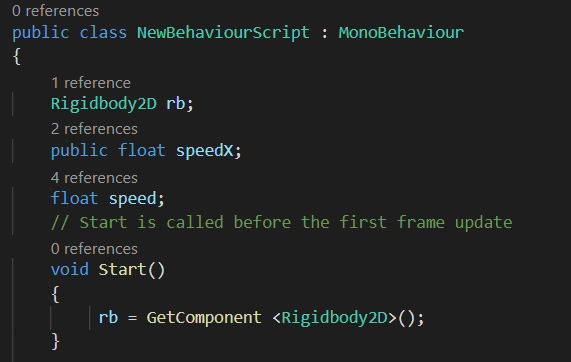 0 references
public class NewBehaviourScript : MonoBehaviour
{
1 reference
Rigidbody2D rb;
2 references
public float speedX;
4 references
float speed;
// Start is called before the first frame update
0 references
void Start()
{
rb = GetComponent <Rigidbody2D>();
}